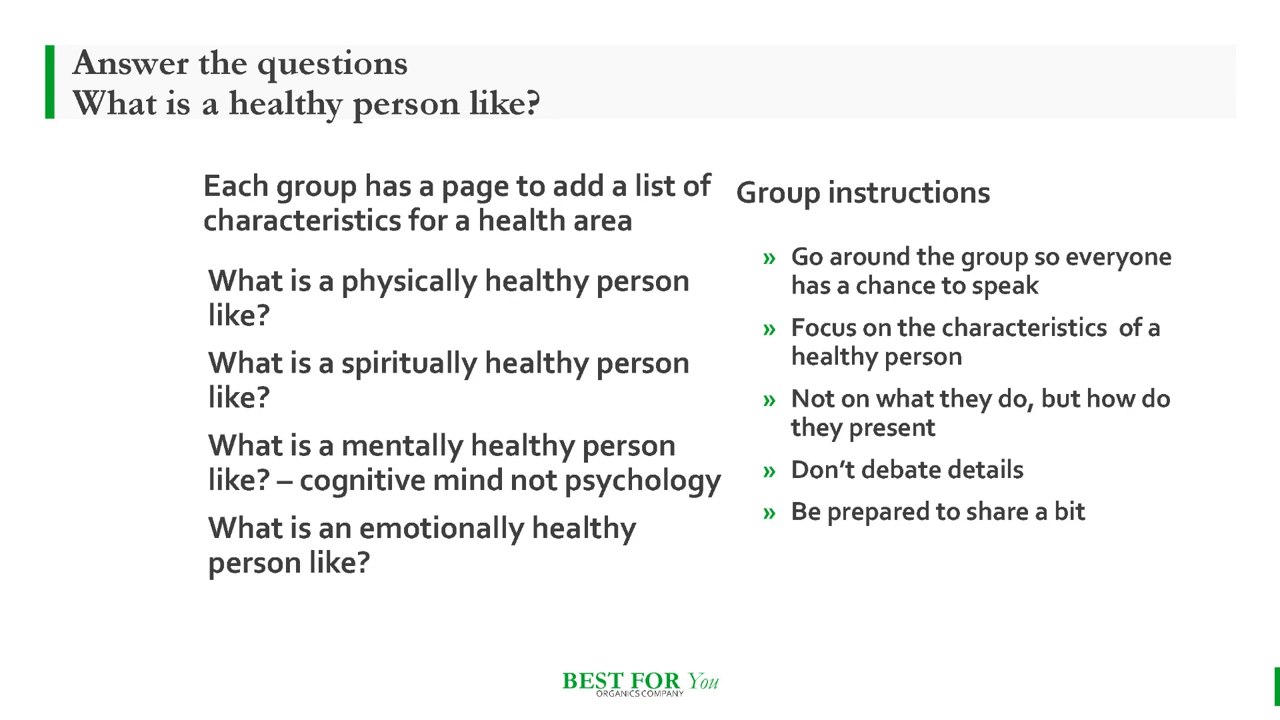 Answer the questions
What is a healthy person like?
Each group has a page to add a list of
characteristics for a health area
What is a physically healthy person
like?
What is a spiritually healthy person
like?
What is a mentally healthy person
like? – cognitive mind not psychology
What is an emotionally healthy
person like?
Group instructions
» Go around the group so everyone
has a chance to speak
» Focus on the characteristics  of a
healthy person
» Not on what they do, but how do
they present
» Don’t debate details
» Be prepared to share a bit
BEST FOR You
ORGANICS COMPANY